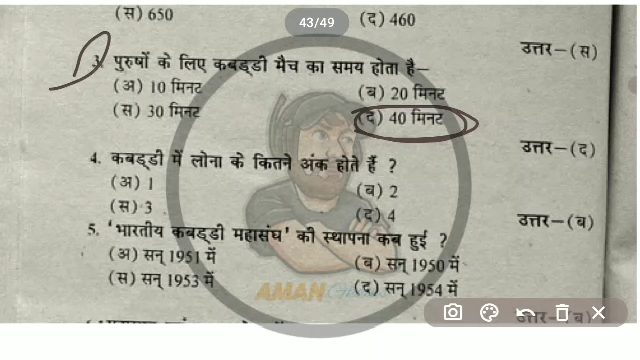 (स) 650 (द) 460
43/49
उत्तर–(स)
3. पुरुषों के लिए कबड्डी मैच का समय होता है–
(अ) 10 मिनट (ब) 20 मिनट
(स) 30 मिनट (द) 40 मिनट
उत्तर–(द)
4. कबड्डी में लोना के कितने अंक होते हैं ?
(अ) 1 (ब) 2
(स) 3 (द) 4
उत्तर–(ब)
5. 'भारतीय कबड्डी महासंघ' की स्थापना कब हुई ?
(अ) सन् 1951 में (ब) सन् 1950 में
(स) सन् 1953 में (द) सन् 1954 में
AMAN
उत्तर–(ब)